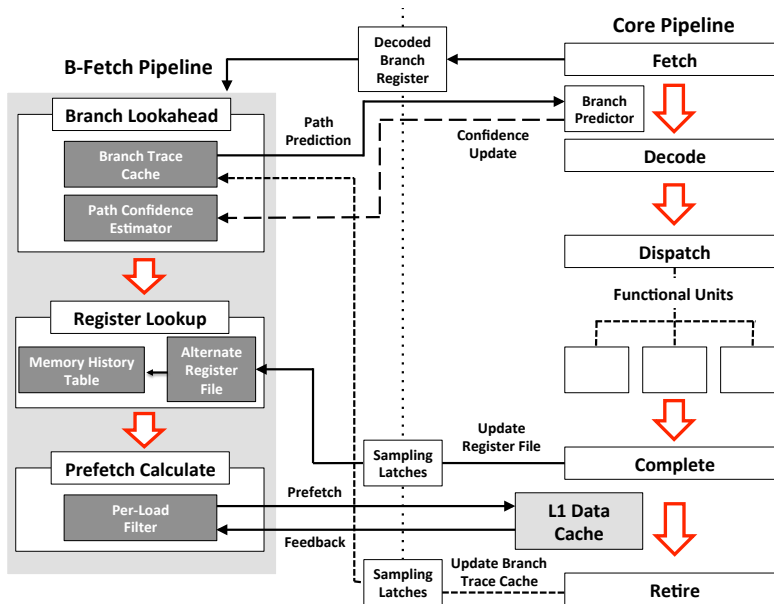 Core Pipeline
B-Fetch Pipeline
Decoded
Branch
Register
Fetch
Branch Lookahead
Path
Prediction
Branch
Predictor
Confidence
Update
Branch Trace
Cache
Decode
Path Confidence
Estimator
Dispatch
Functional Units
Register Lookup
Memory History
Table
Alternate
Register
File
Update
Register File
Sampling
Latches
Complete
Prefetch Calculate
Per-Load
Filter
Prefetch
Feedback
L1 Data
Cache
Sampling
Latches
Update Branch
Trace Cache
Retire